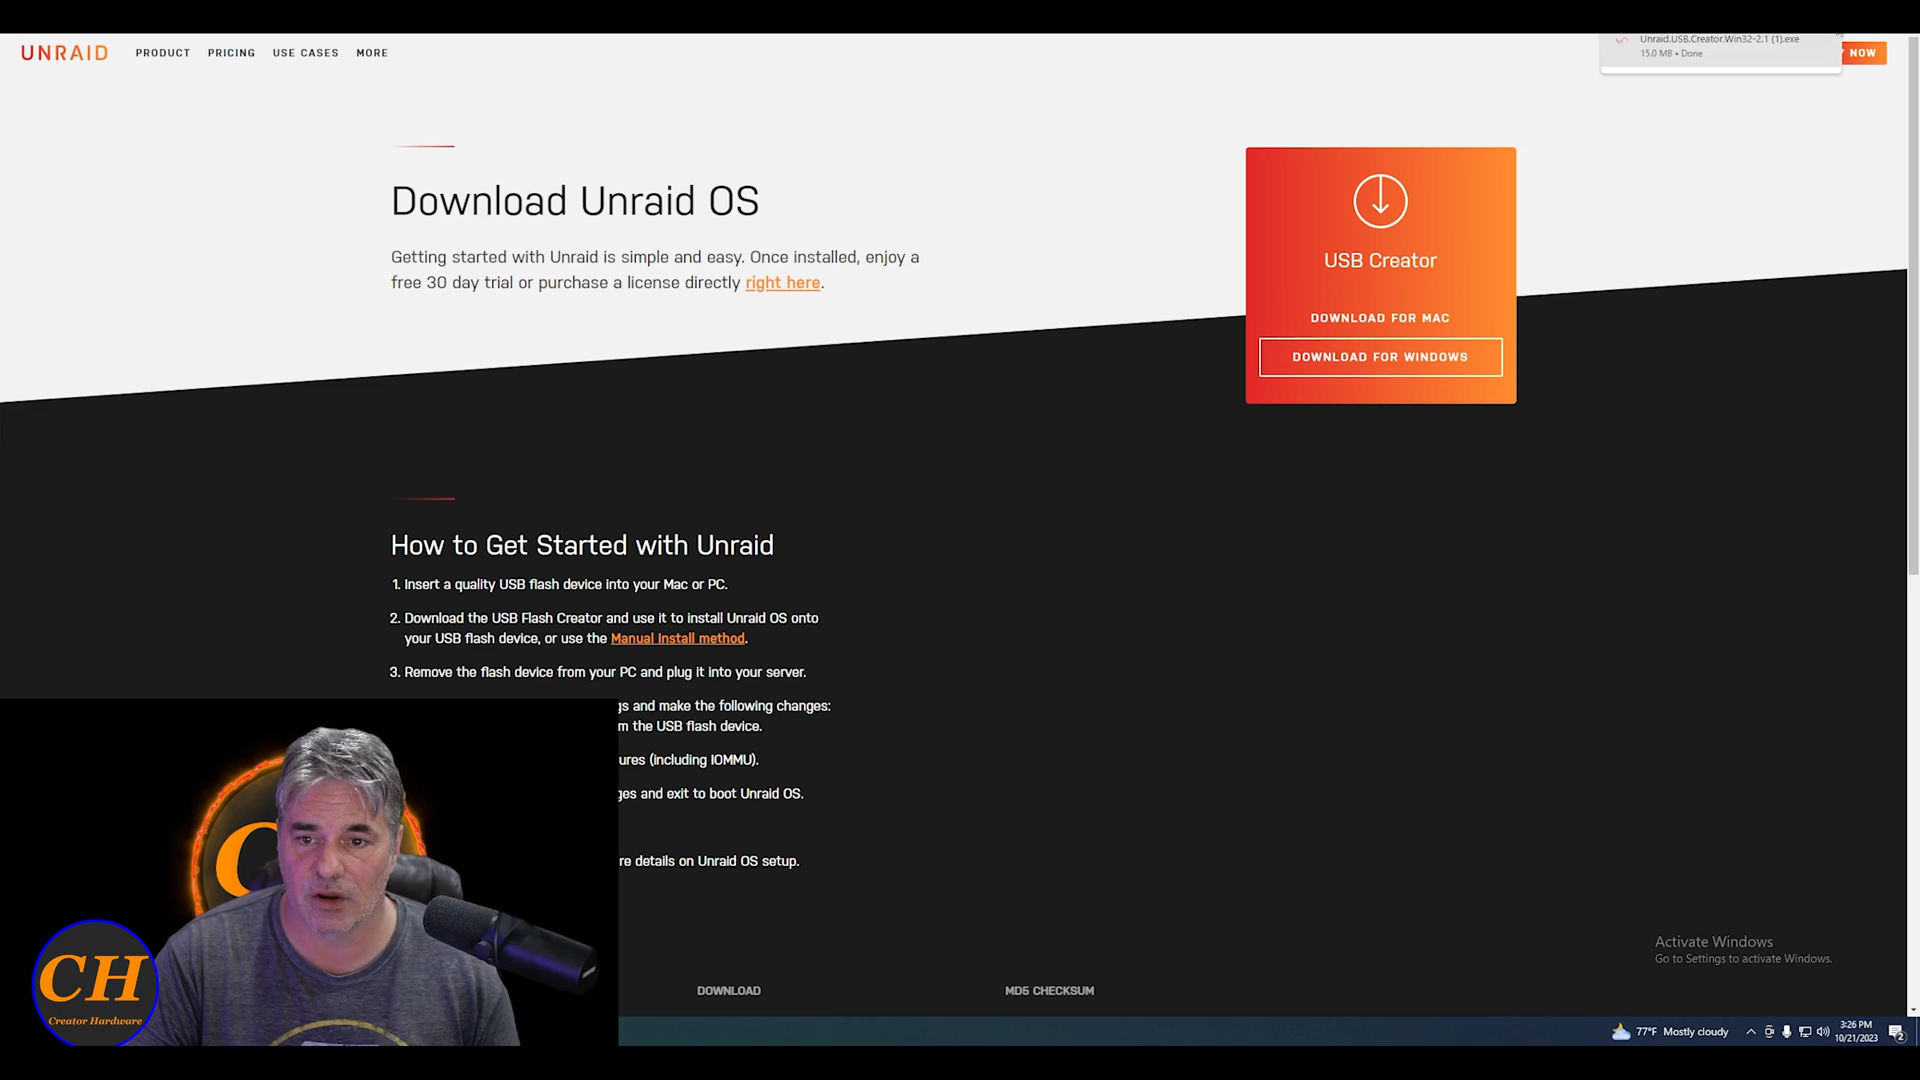 UNRAID PRODUCT PRICING USE CASES MORE
Unraid.USB.Creator.Win32-2.1 (1).exe
15.0 MB • Done
NOW
Download Unraid OS
Getting started with Unraid is simple and easy. Once installed, enjoy a
free 30 day trial or purchase a license directly right here.
USB Creator
DOWNLOAD FOR MAC
DOWNLOAD FOR WINDOWS
How to Get Started with Unraid
1. Insert a quality USB flash device into your Mac or PC.
2. Download the USB Flash Creator and use it to install Unraid OS onto
your USB flash device, or use the Manual Install method.
3. Remove the flash device from your PC and plug it into your server.
gs and make the following changes:
m the USB flash device.
ures (including IOMMU).
ges and exit to boot Unraid OS.
re details on Unraid OS setup.
DOWNLOAD MD5 CHECKSUM
Activate Windows
Go to Settings to activate Windows.
C
CH
Creator Hardware
77°F Mostly cloudy
3:26 PM
10/21/2023
2